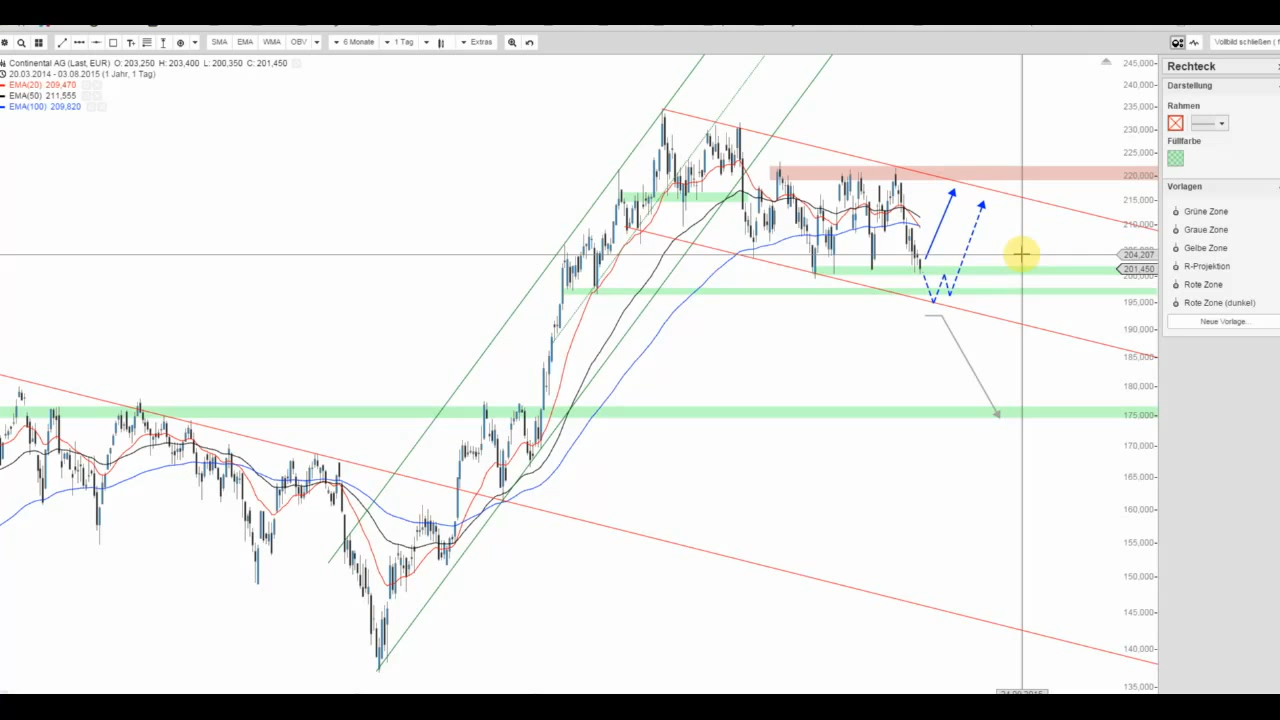 SMA EMA WMA OBV 6 Monate 1 Tag Extras
Vollbild schließen ( f
Continental AG (Last, EUR) O: 203,250 H: 203,400 L: 200,350 C: 201,450
20.03.2014 - 03.08.2015 (1 Jahr, 1 Tag)
EMA(20) 209,470
EMA(50) 211,555
EMA(100) 209,820
245,000
240,000
235,000
230,000
225,000
220,000
215,000
210,000
204,207
201,450
200,000
195,000
190,000
185,000
180,000
175,000
170,000
165,000
160,000
155,000
150,000
145,000
140,000
135,000
Rechteck
Darstellung
Rahmen
Füllfarbe
Vorlagen
Grüne Zone
Graue Zone
Gelbe Zone
R-Projektion
Rote Zone
Rote Zone (dunkel)
Neue Vorlage...